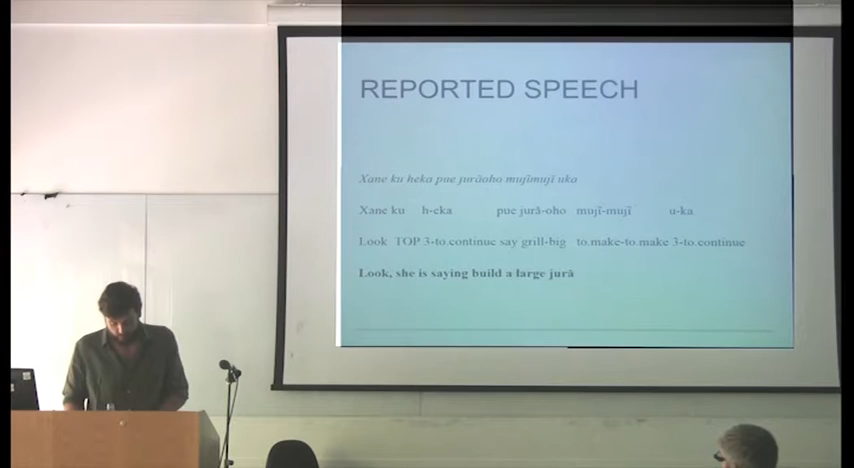 REPORTED SPEECH
Xane ku heka pue jurãoho mujĩmujĩ uka
Xane ku h-eka pue jurã-oho mujĩ-mujĩ u-ka
Look TOP 3-to.continue say grill-big to.make-to.make 3-to.continue
Look, she is saying build a large jurã